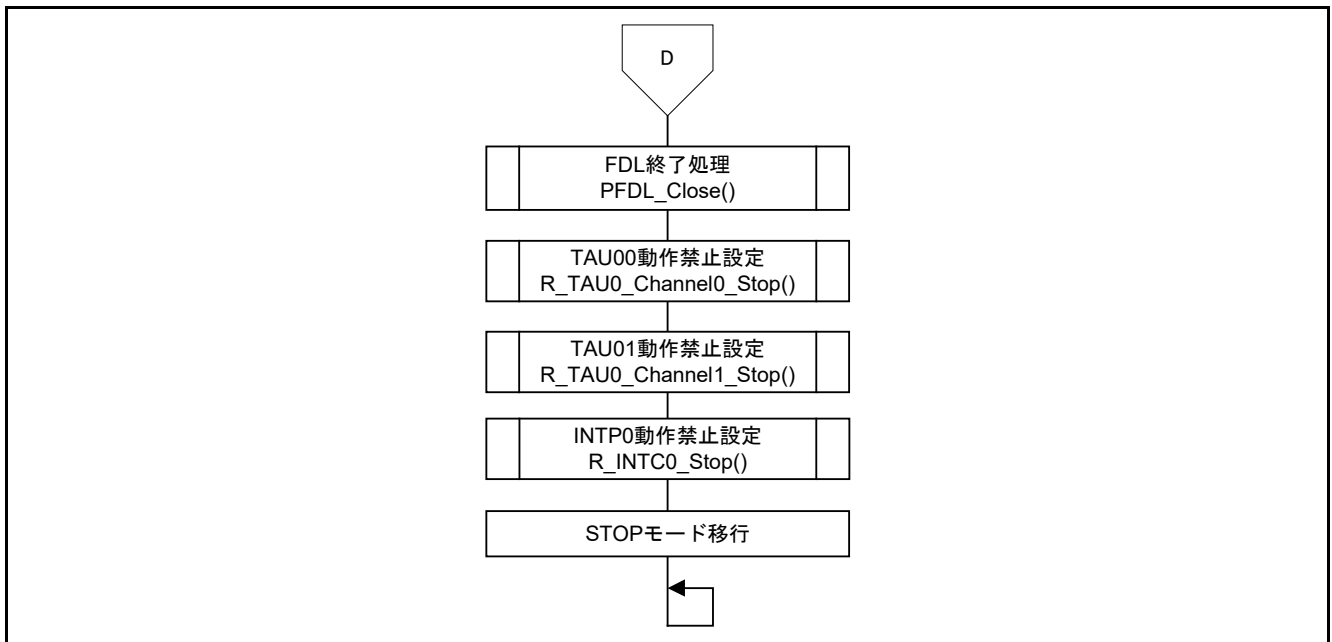 D
FDL終了処理
PFDL_Close()
TAU00動作禁止設定
R_TAU0_Channel0_Stop()
TAU01動作禁止設定
R_TAU0_Channel1_Stop()
INTP0動作禁止設定
R_INTC0_Stop()
STOPモード移行